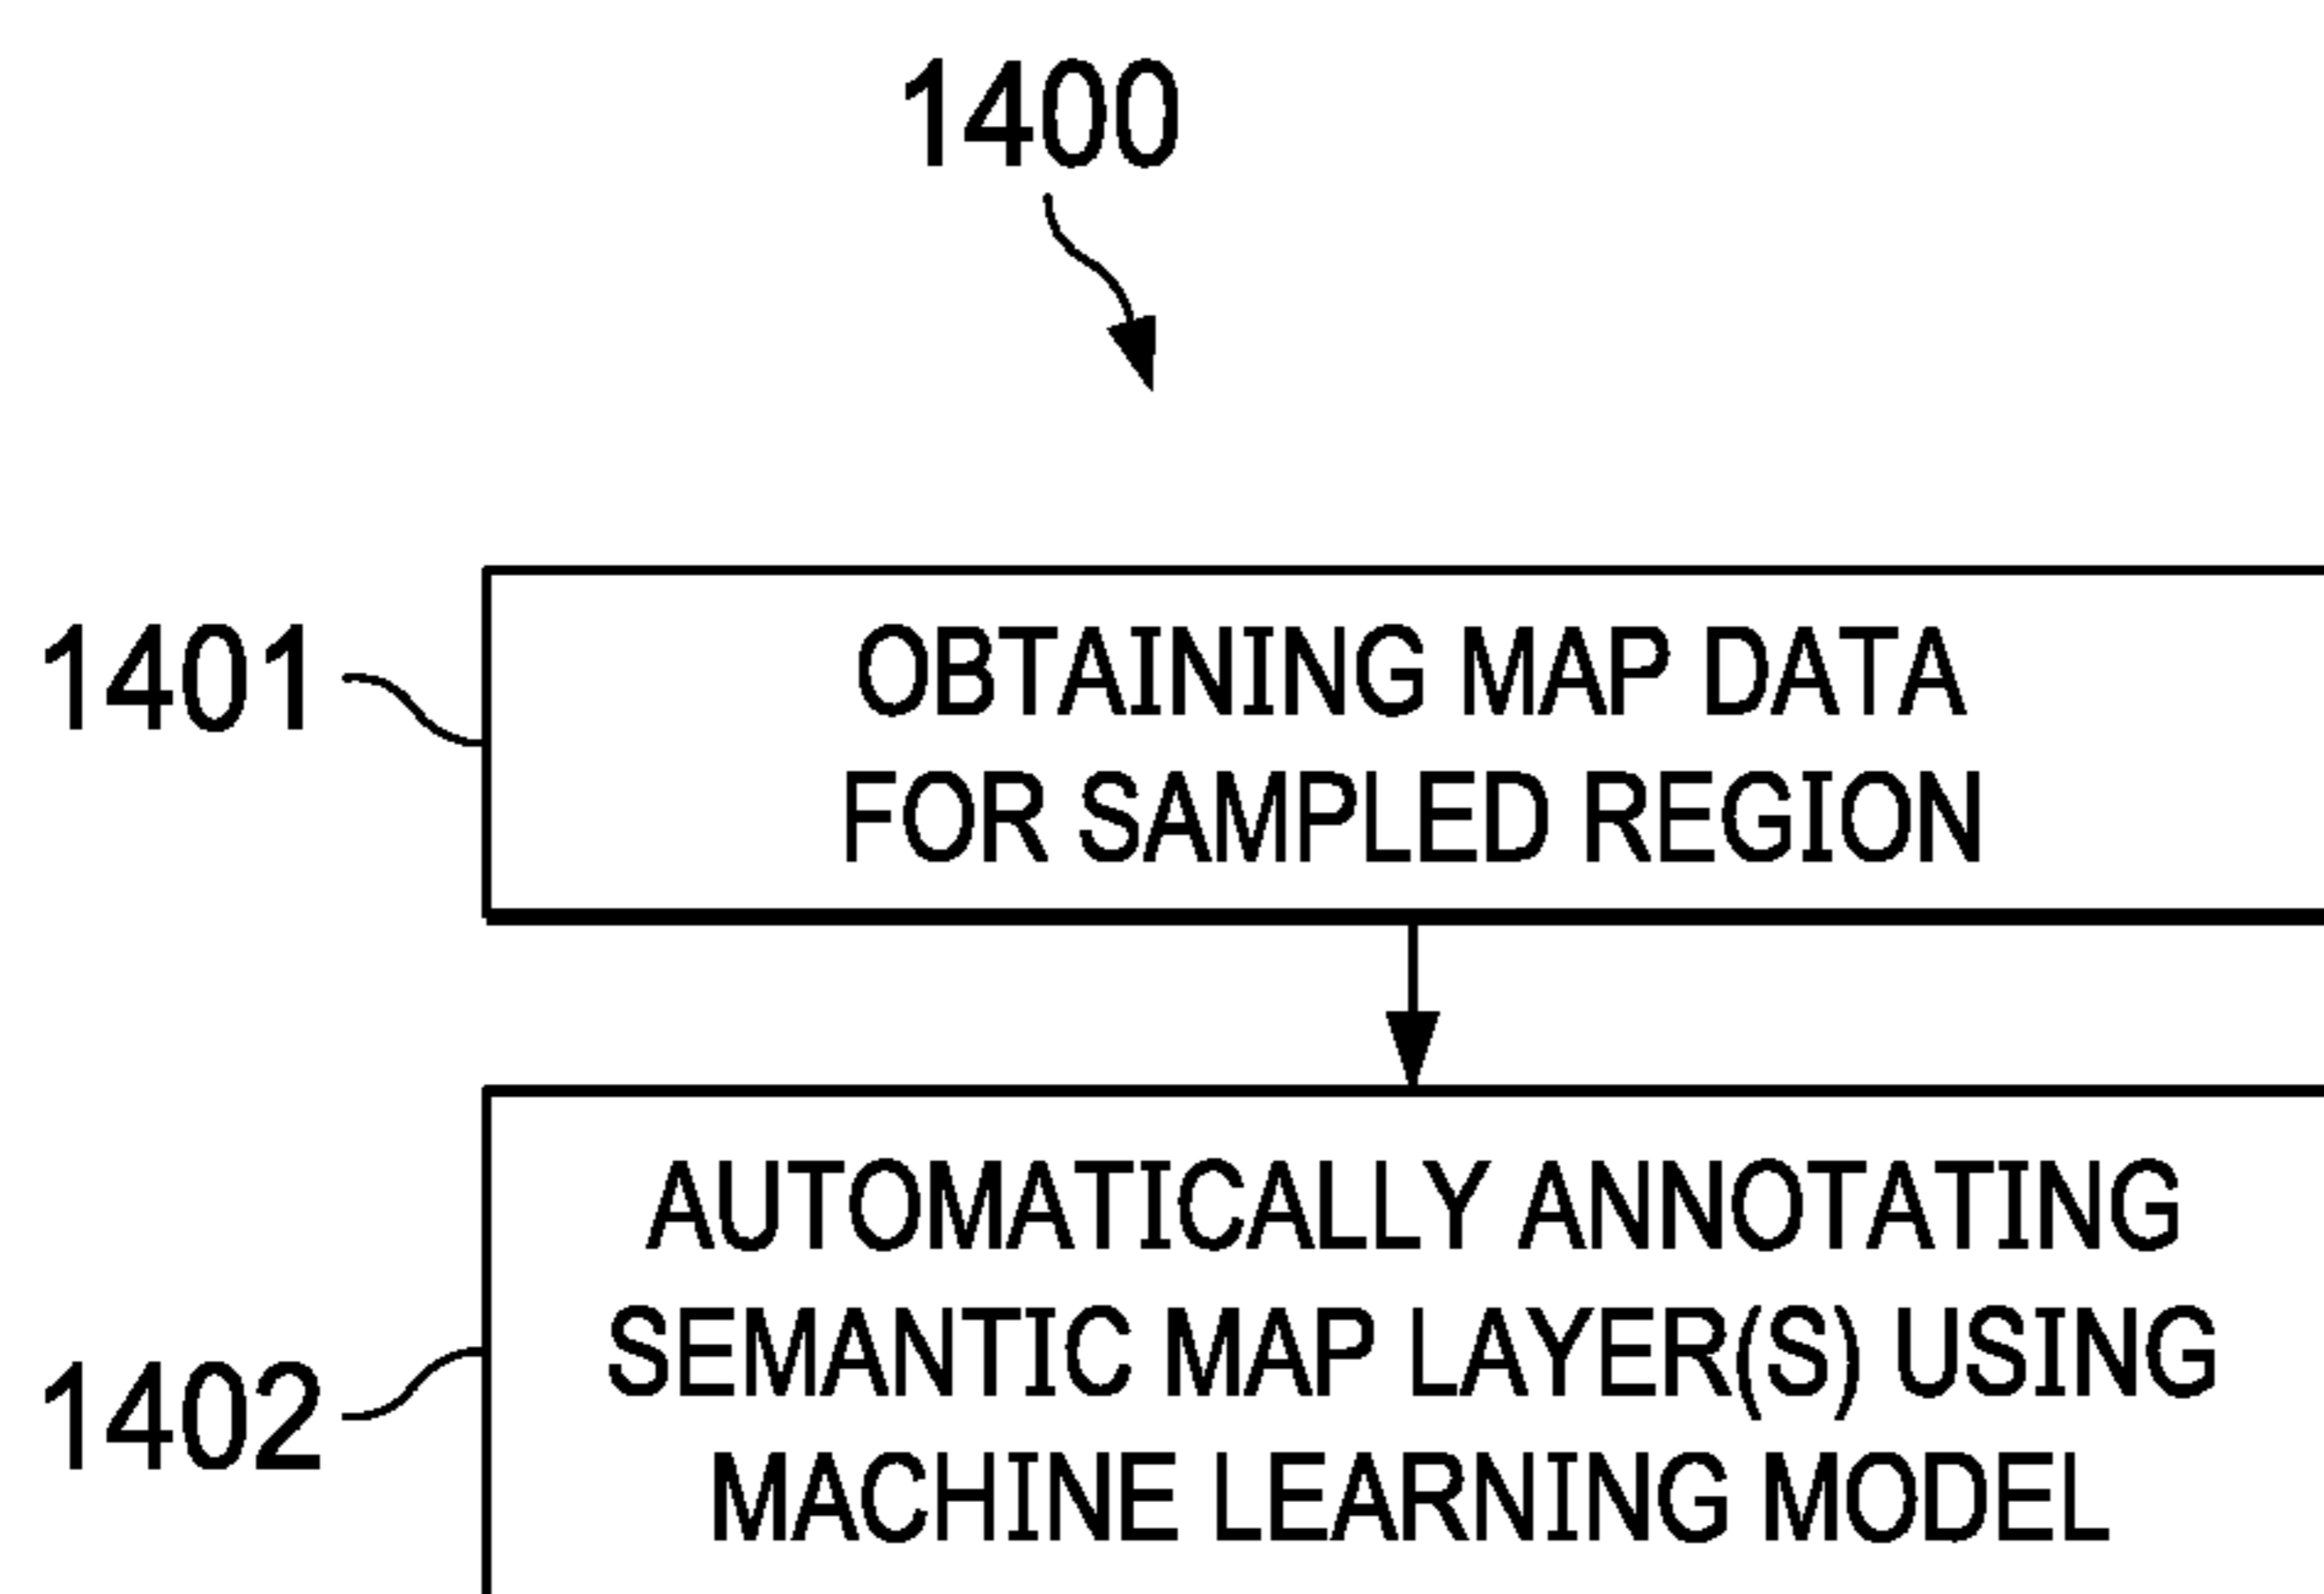 1400
1401
OBTAINING MAP DATA
FOR SAMPLED REGION
1402
AUTOMATICALLY ANNOTATING
SEMANTIC MAP LAYER(S) USING
MACHINE LEARNING MODEL